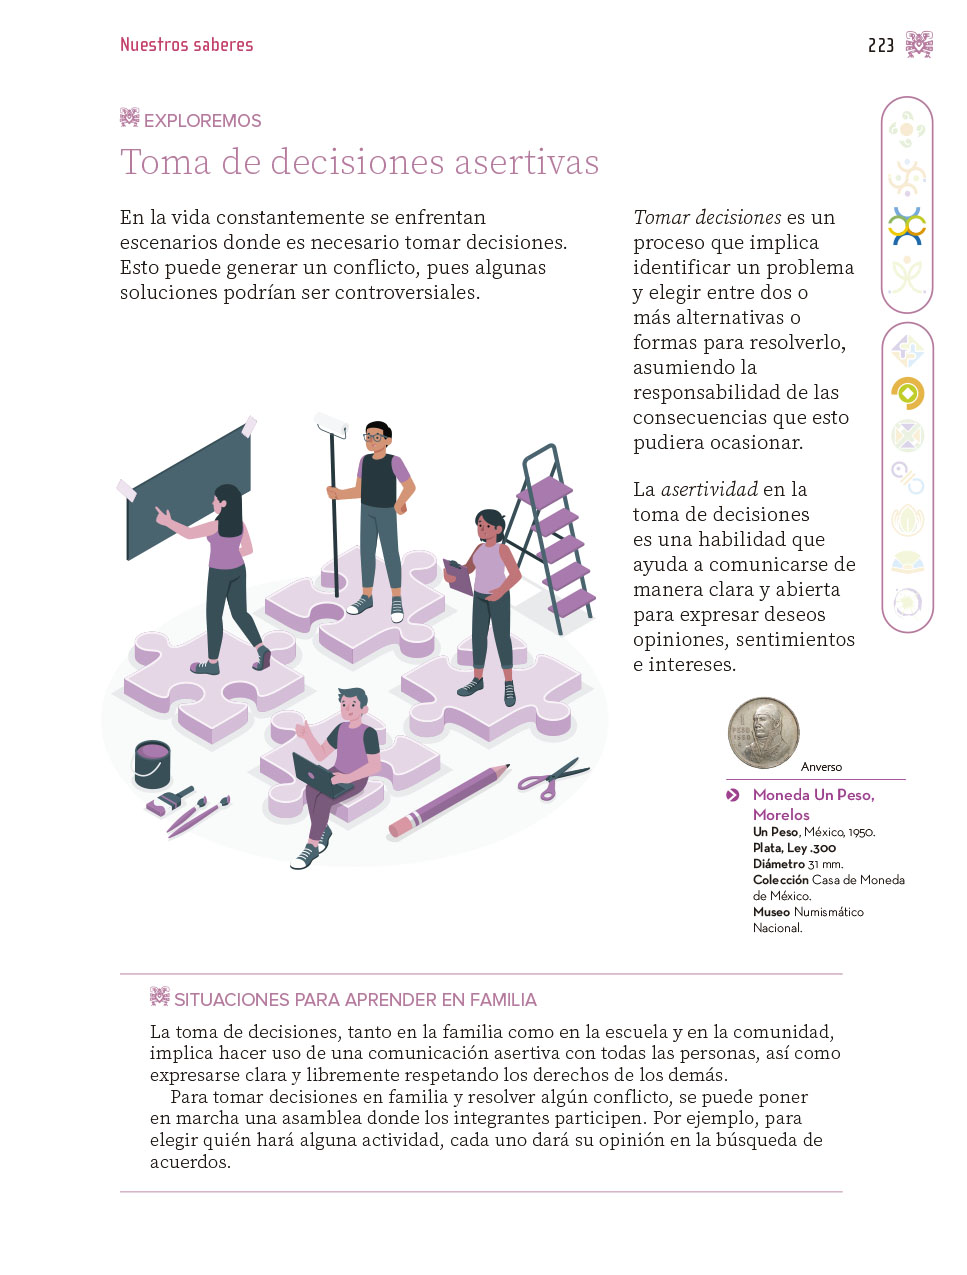 Nuestros saberes
223
EXPLOREMOS
Toma de decisiones asertivas
En la vida constantemente se enfrentan
escenarios donde es necesario tomar decisiones.
Esto puede generar un conflicto, pues algunas
soluciones podrían ser controversiales.
Tomar decisiones es un
proceso que implica
identificar un problema
y elegir entre dos o
más alternativas o
formas para resolverlo,
asumiendo la
responsabilidad de las
consecuencias que esto
pudiera ocasionar.
La asertividad en la
toma de decisiones
es una habilidad que
ayuda a comunicarse de
manera clara y abierta
para expresar deseos
opiniones, sentimientos
e intereses.
Anverso
Moneda Un Peso,
Morelos
Un Peso, México, 1950.
Plata, Ley .300
Diámetro 31 mm.
Colección Casa de Moneda
de México.
Museo Numismático
Nacional.
SITUACIONES PARA APRENDER EN FAMILIA
La toma de decisiones, tanto en la familia como en la escuela y en la comunidad,
implica hacer uso de una comunicación asertiva con todas las personas, así como
expresarse clara y libremente respetando los derechos de los demás.
Para tomar decisiones en familia y resolver algún conflicto, se puede poner
en marcha una asamblea donde los integrantes participen. Por ejemplo, para
elegir quién hará alguna actividad, cada uno dará su opinión en la búsqueda de
acuerdos.